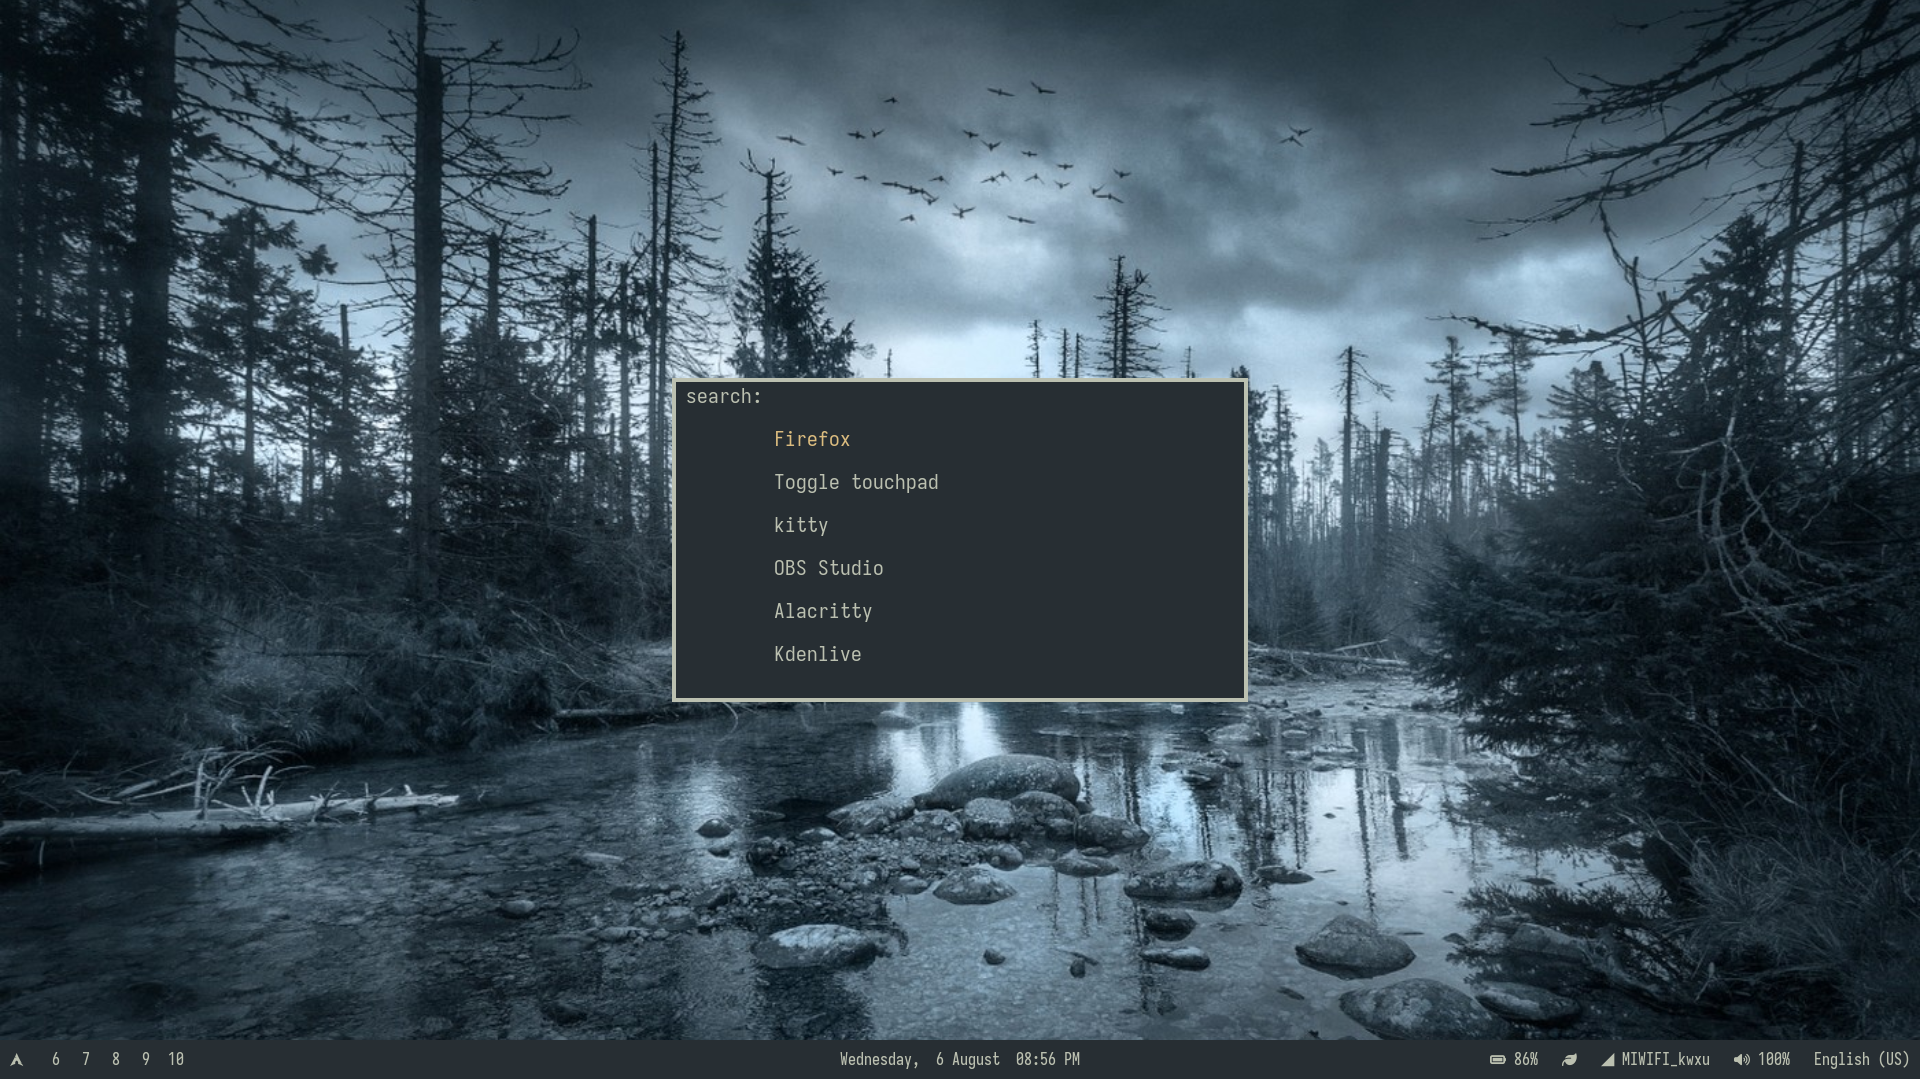 search:
Firefox
Toggle touchpad
kitty
OBS Studio
Alacritty
Kdenlive
6 7 8 9 10
Wednesday, 6 August 08:56 PM
86% MIWIFI_kwxu 100% English (US)